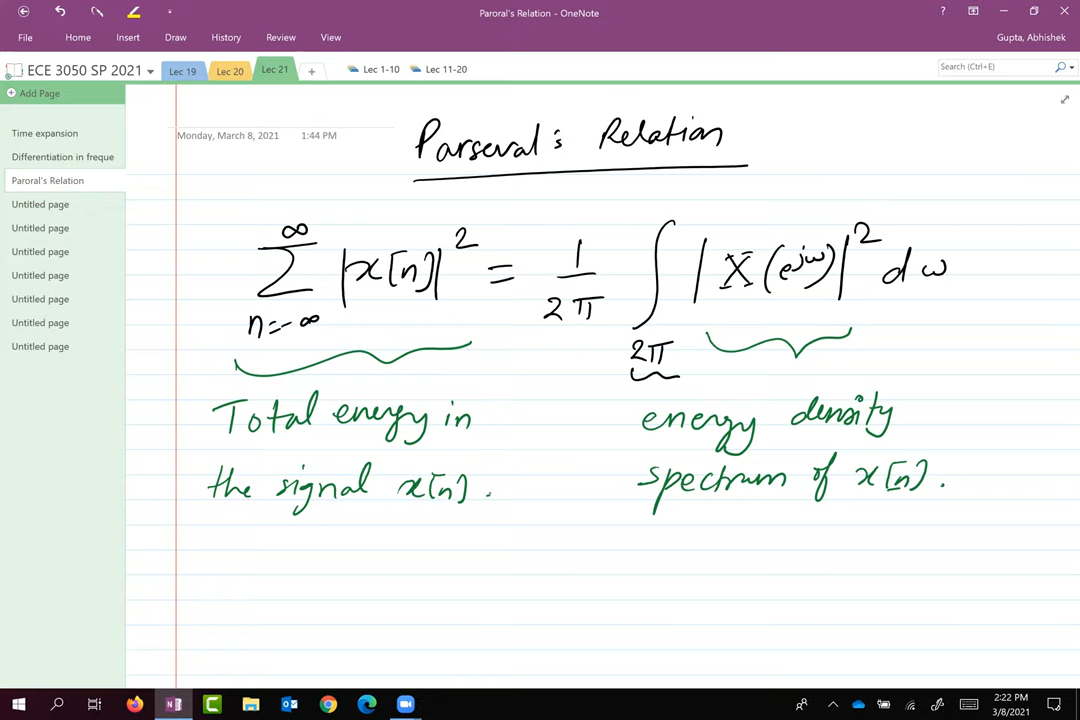 Paroral's Relation - OneNote
?
File Home Insert Draw History Review View
Gupta, Abhishek
ECE 3050 SP 2021
Lec 19 Lec 20 Lec 21 + Lec 1-10 Lec 11-20
Search (Ctrl+E)
Add Page
Time expansion
Differentiation in freque
Paroral's Relation
Untitled page
Untitled page
Untitled page
Untitled page
Untitled page
Untitled page
Untitled page
Monday, March 8, 2021 1:44 PM
Parseval's Relation
∑_{n=-∞}^{∞} |x[n]|^2 = 1/2π ∫_{2π} |X(e^{jω})|^2 dω
Total energy in
the signal x[n].
energy density
spectrum of x[n].
2:22 PM
3/8/2021